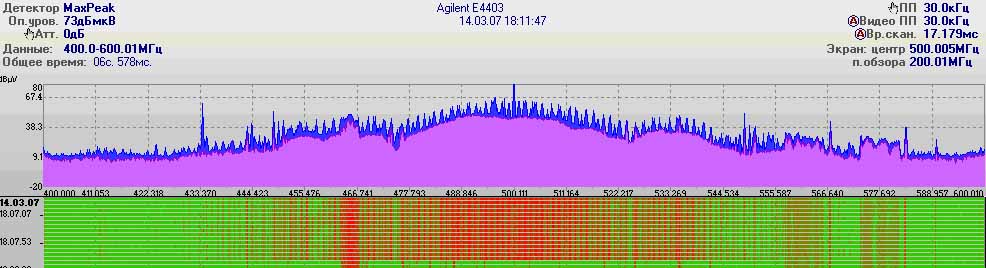 Детектор MaxPeak
Оп.уров. 73дБмкВ
Атт. 0дБ
Данные: 400.0-600.01МГц
Общее время: 06с. 578мс.
Agilent E4403
14.03.07 18:11:47
ПП 30.0кГц
Видео ПП 30.0кГц
Вр.скан. 17.179мс
Экран: центр 500.005МГц
п.обзора 200.01МГц
dBµV
80
67.4
38.3
9.1
-20
400.000 411.053 422.318 433.370 444.423 455.476 466.741 477.793 488.846 500.111 511.164 522.217 533.269 544.534 555.587 566.640 577.692 588.957 600.010
14.03.07
18.07.07
18.07.53